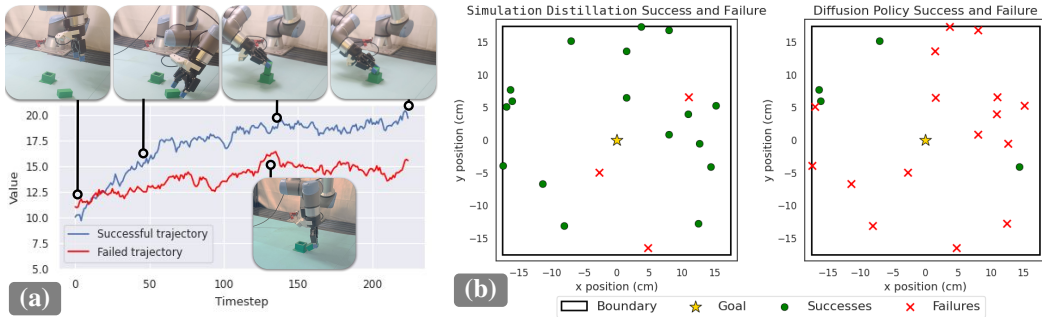 20.0
17.5
15.0
12.5
10.0
7.5
5.0
Value
Successful trajectory
Failed trajectory
0 50 100 150 200
Timestep
(a)
Simulation Distillation Success and Failure
15
10
5
0
−5
−10
−15
y position (cm)
−15 −10 −5 0 5 10 15
x position (cm)
(b)
Diffusion Policy Success and Failure
15
10
5
0
−5
−10
−15
y position (cm)
−15 −10 −5 0 5 10 15
x position (cm)
Boundary Goal Successes Failures